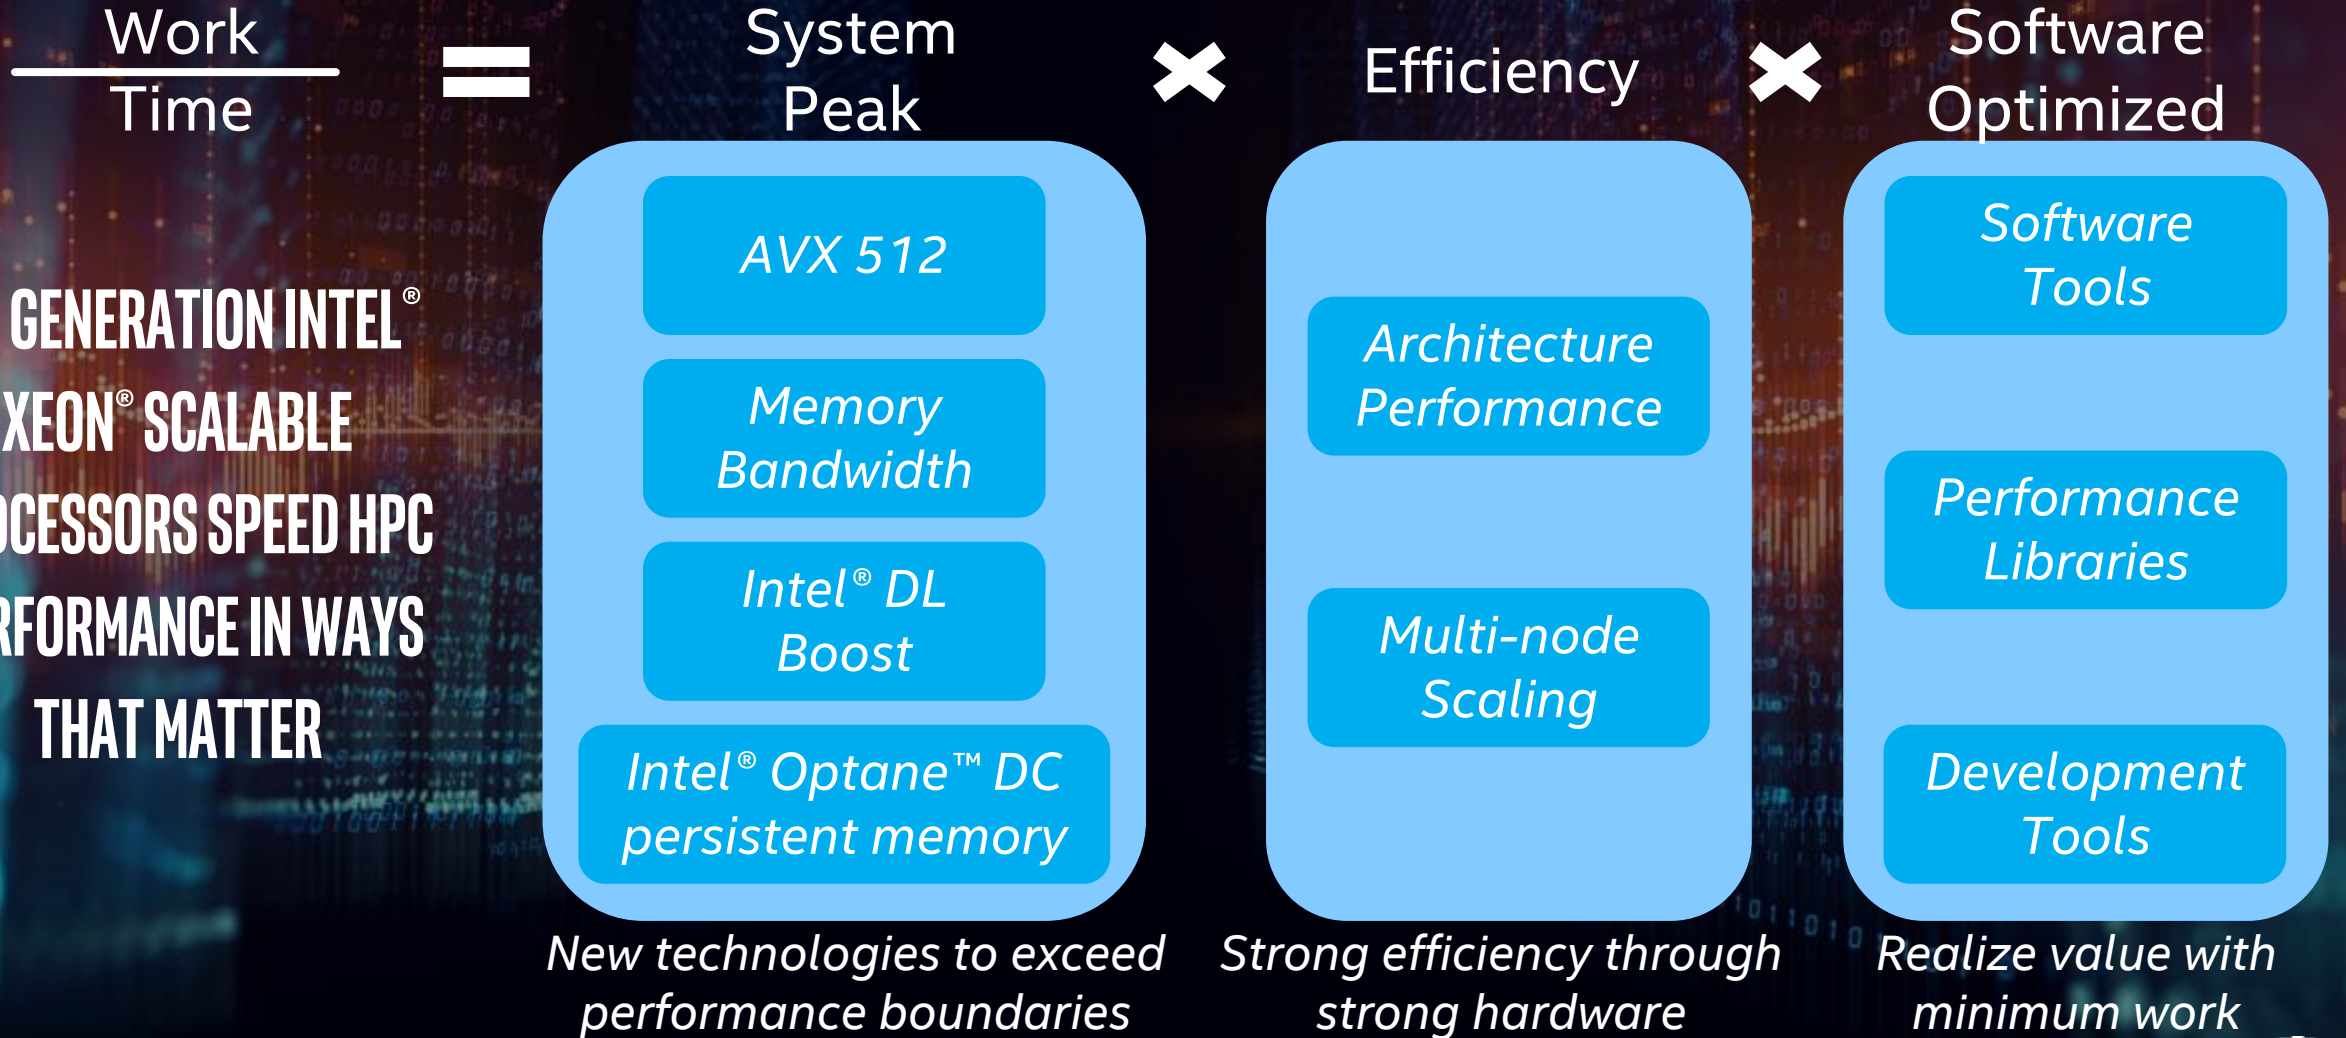 Work
Time
=
System
Peak
×
Efficiency
×
Software
Optimized
GENERATION INTEL®
XEON® SCALABLE
OCESSORS SPEED HPC
RFORMANCE IN WAYS
THAT MATTER
AVX 512
Memory
Bandwidth
Intel® DL
Boost
Intel® Optane™ DC
persistent memory
New technologies to exceed
performance boundaries
Architecture
Performance
Multi-node
Scaling
Strong efficiency through
strong hardware
Software
Tools
Performance
Libraries
Development
Tools
Realize value with
minimum work